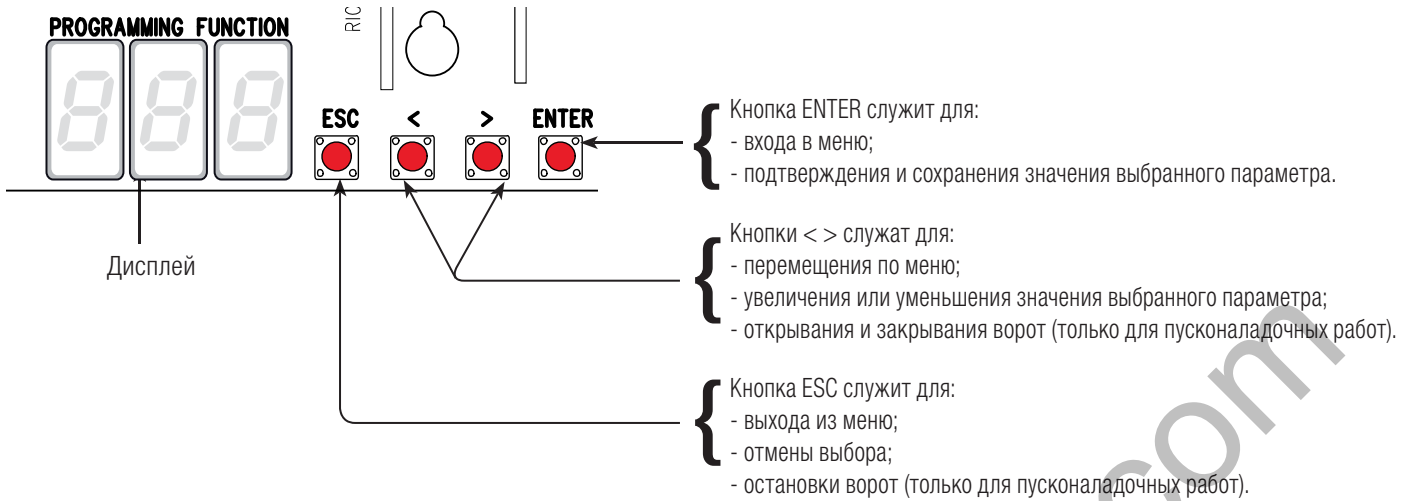 PROGRAMMING FUNCTION
RIC
ESC < > ENTER
Дисплей
Кнопка ENTER служит для:
- входа в меню;
- подтверждения и сохранения значения выбранного параметра.
Кнопки < > служат для:
- перемещения по меню;
- увеличения или уменьшения значения выбранного параметра;
- открывания и закрывания ворот (только для пусконаладочных работ).
Кнопка ESC служит для:
- выхода из меню;
- отмены выбора;
- остановки ворот (только для пусконаладочных работ).
com